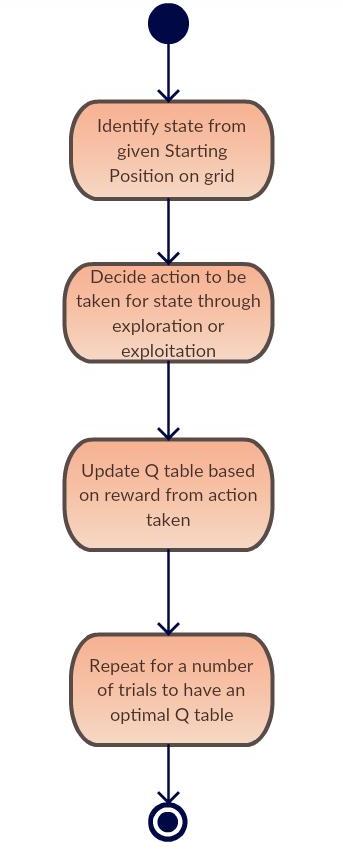 Identify state from
given Starting
Position on grid
Decide action to be
taken for state through
exploration or
exploitation
Update Q table based
on reward from action
taken
Repeat for a number
of trials to have an
optimal Q table